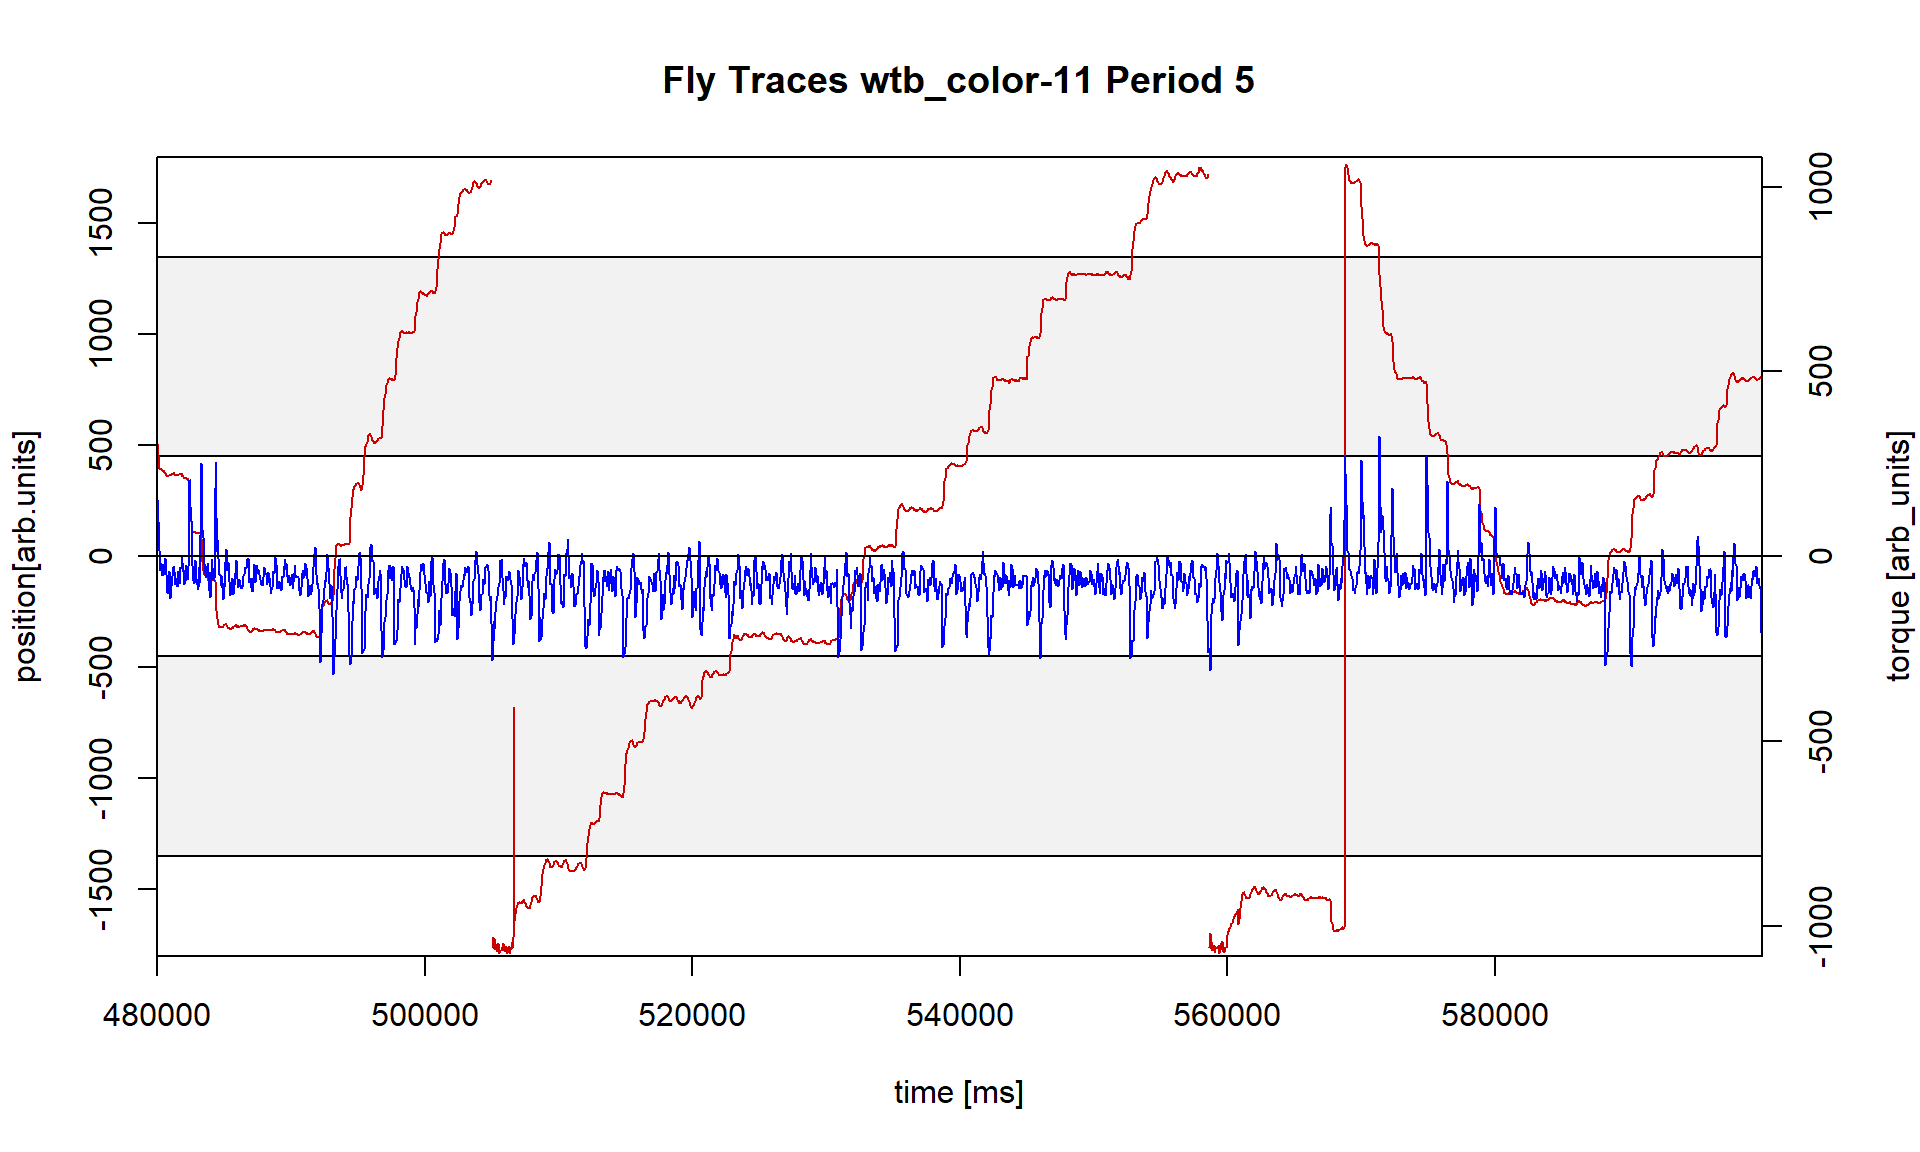 Fly Traces wtb_color-11 Period 5
position[arb.units]
1500
1000
500
0
-500
-1000
-1500
1000
500
0
-500
-1000
torque [arb_units]
480000 500000 520000 540000 560000 580000
time [ms]